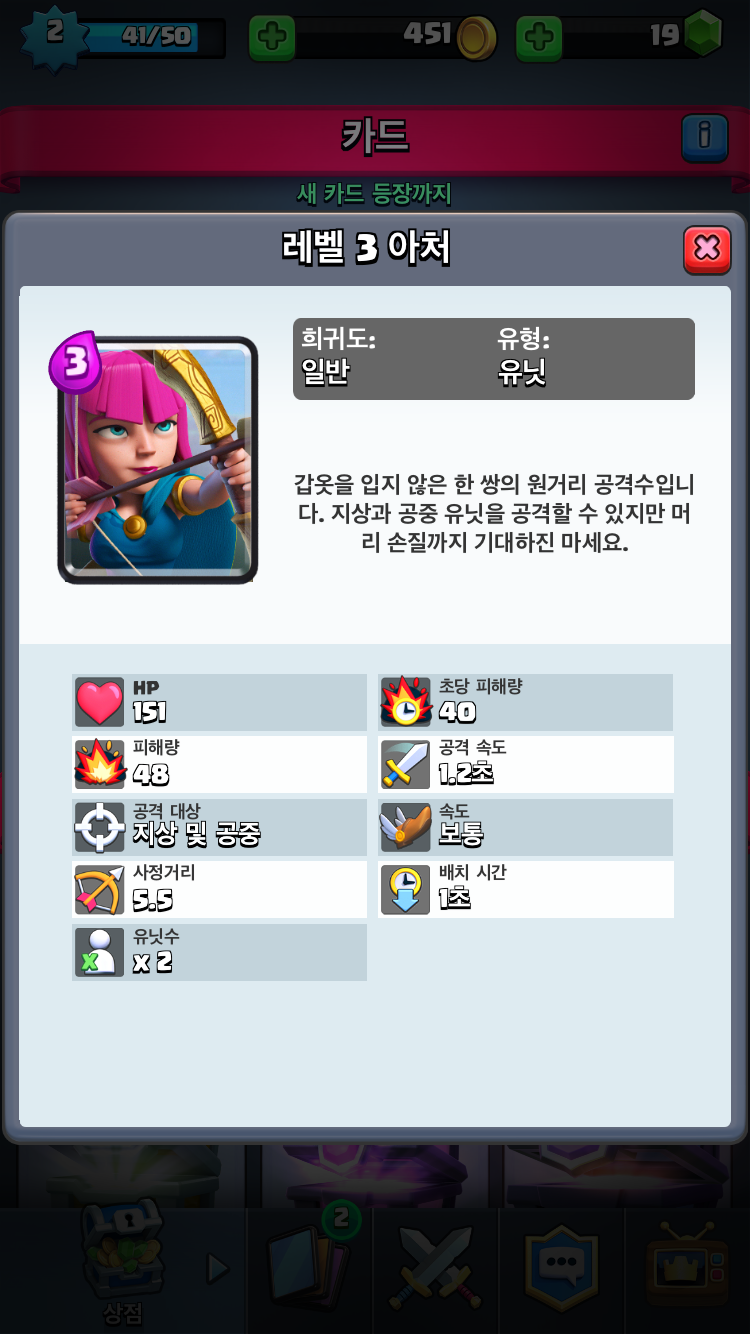 2
41/50
451
19
카드
i
새 카드 등장까지
레벨 3 아처
3
희귀도:
일반
유형:
유닛
갑옷을 입지 않은 한 쌍의 원거리 공격수입니
다. 지상과 공중 유닛을 공격할 수 있지만 머
리 손질까지 기대하진 마세요.
HP
151
초당 피해량
40
피해량
48
공격 속도
1.2초
공격 대상
지상 및 공중
속도
보통
사정거리
5.5
배치 시간
1초
유닛수
x 2
2
상점